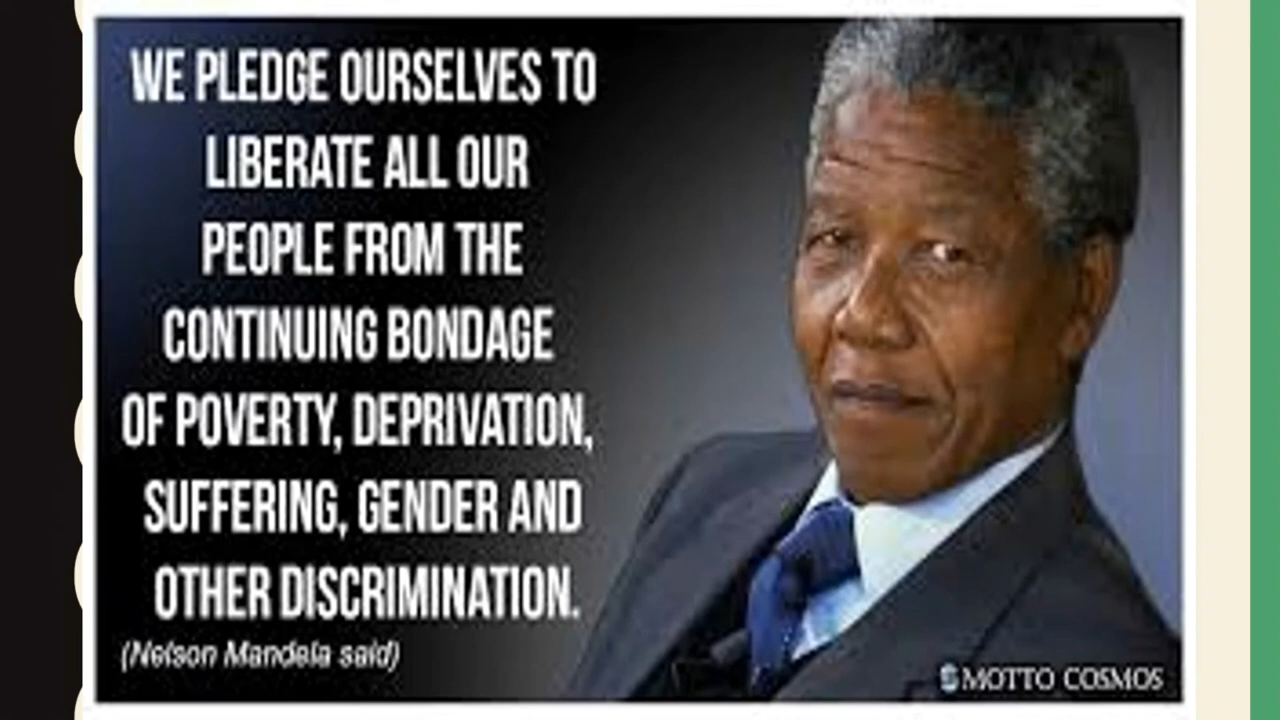 WE PLEDGE OURSELVES TO
LIBERATE ALL OUR
PEOPLE FROM THE
CONTINUING BONDAGE
OF POVERTY, DEPRIVATION,
SUFFERING, GENDER AND
OTHER DISCRIMINATION.
(Nelson Mandela said)
MOTTO COSMOS